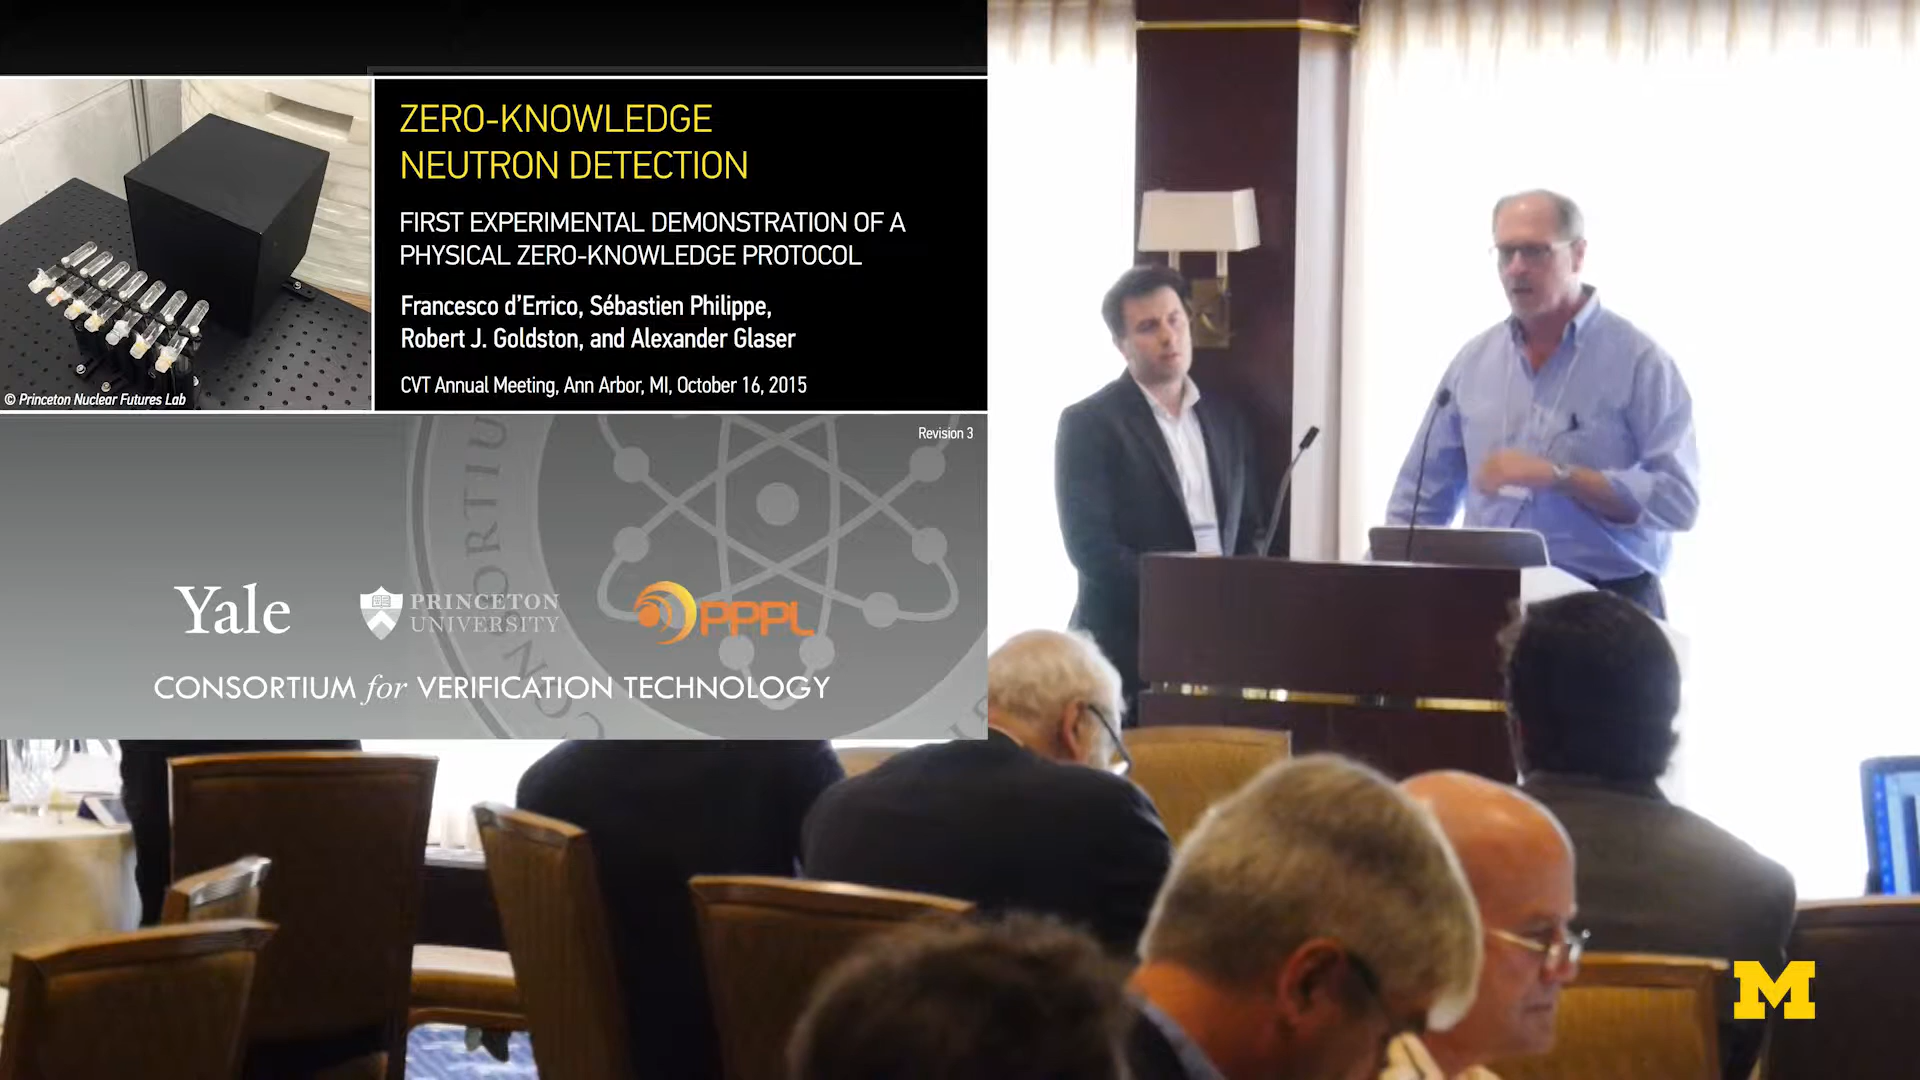 ZERO-KNOWLEDGE
NEUTRON DETECTION
FIRST EXPERIMENTAL DEMONSTRATION OF A
PHYSICAL ZERO-KNOWLEDGE PROTOCOL
Francesco d'Errico, Sébastien Philippe,
Robert J. Goldston, and Alexander Glaser
CVT Annual Meeting, Ann Arbor, MI, October 16, 2015
© Princeton Nuclear Futures Lab
Revision 3
Yale
PRINCETON
UNIVERSITY
PPPL
CONSORTIUM for VERIFICATION TECHNOLOGY
M